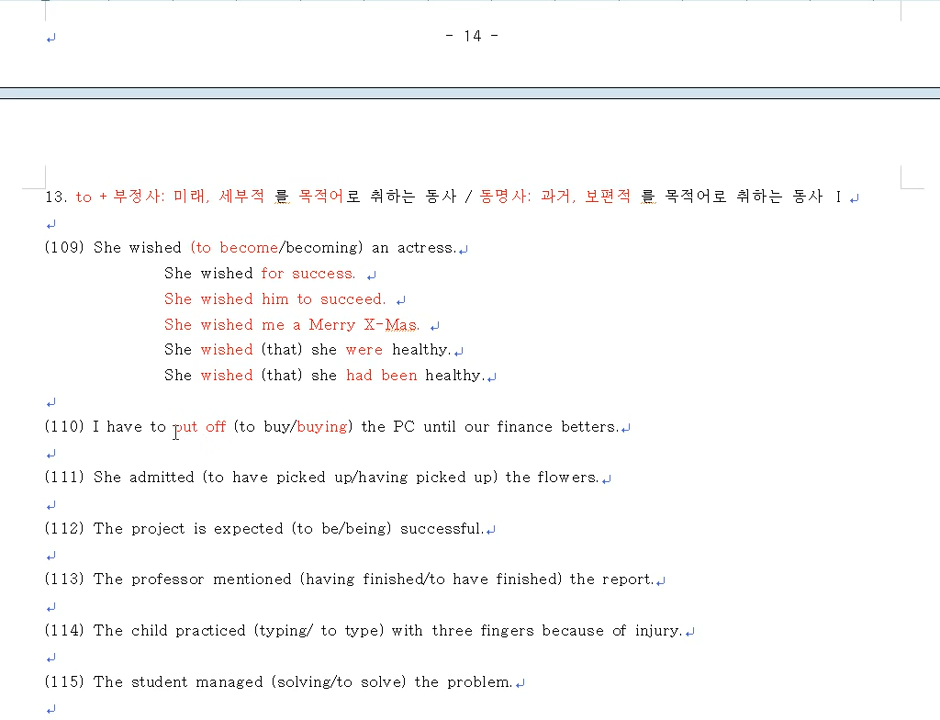 - 14 -
13. to + 부정사: 미래, 세부적 를 목적어로 취하는 동사 / 동명사: 과거, 보편적 를 목적어로 취하는 동사 I
(109) She wished (to become/becoming) an actress.
She wished for success.
She wished him to succeed.
She wished me a Merry X-Mas.
She wished (that) she were healthy.
She wished (that) she had been healthy.
(110) I have to put off (to buy/buying) the PC until our finance betters.
(111) She admitted (to have picked up/having picked up) the flowers.
(112) The project is expected (to be/being) successful.
(113) The professor mentioned (having finished/to have finished) the report.
(114) The child practiced (typing/ to type) with three fingers because of injury.
(115) The student managed (solving/to solve) the problem.